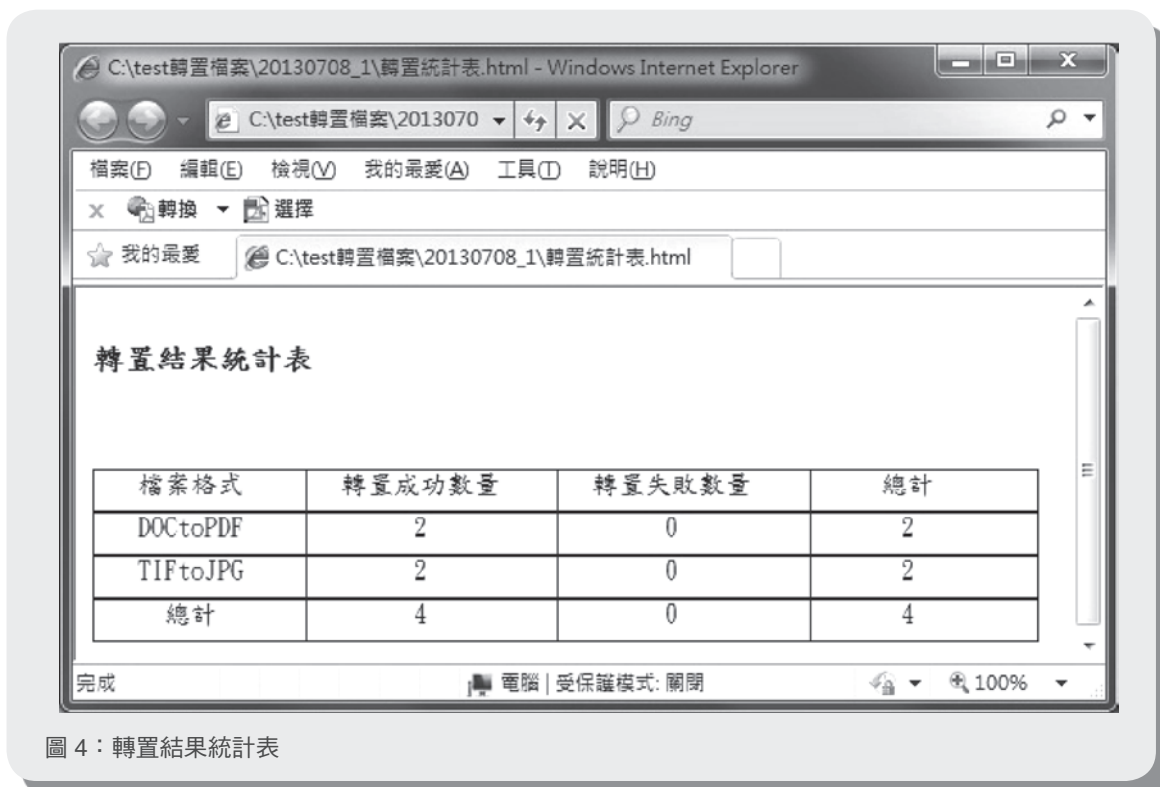 C:\test轉置檔案\20130708_1\轉置統計表.html - Windows Internet Explorer
C:\test轉置檔案\2013070 Bing
檔案(F) 編輯(E) 檢視(V) 我的最愛(A) 工具(T) 說明(H)
x 轉換 選擇
我的最愛 C:\test轉置檔案\20130708_1\轉置統計表.html
轉置結果統計表
檔案格式 轉置成功數量 轉置失敗數量 總計
DOCtoPDF 2 0 2
TIFtoJPG 2 0 2
總計 4 0 4
完成 電腦 | 受保護模式: 關閉 100%
圖 4：轉置結果統計表